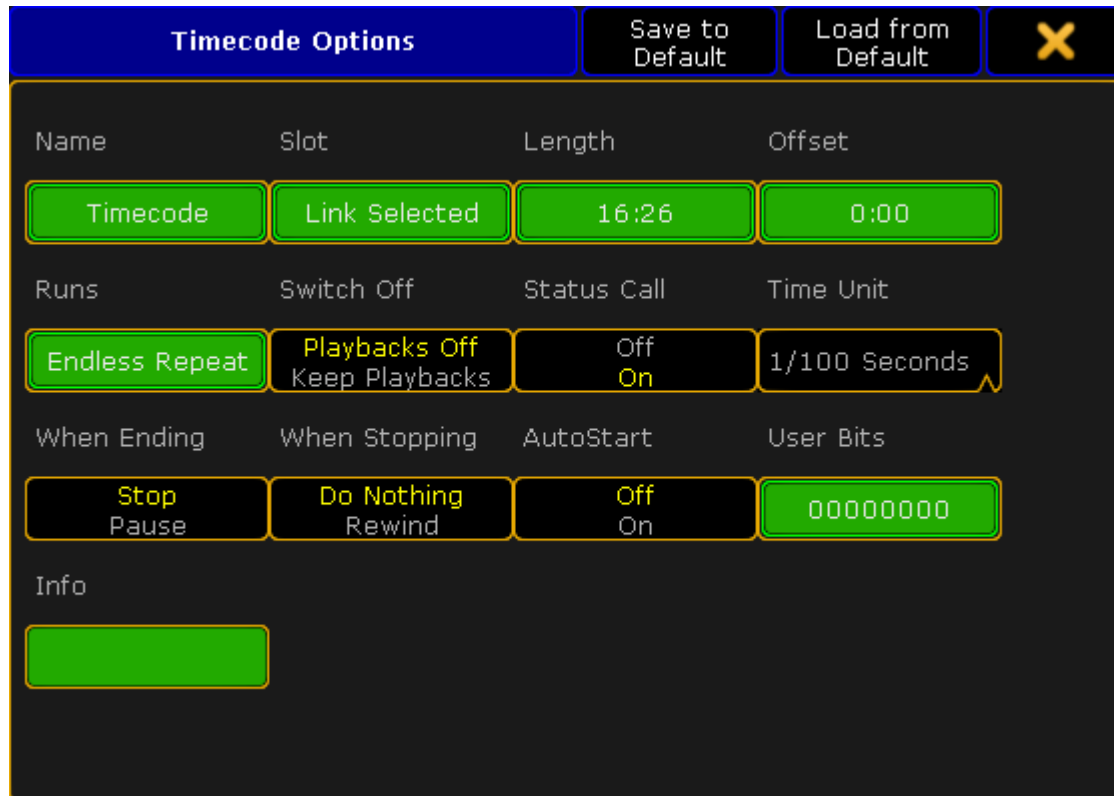 Timecode Options
Save to
Default
Load from
Default
Name
Slot
Length
Offset
Timecode
Link Selected
16:26
0:00
Runs
Switch Off
Status Call
Time Unit
Endless Repeat
Playbacks Off
Keep Playbacks
Off
On
1/100 Seconds
When Ending
When Stopping
AutoStart
User Bits
Stop
Pause
Do Nothing
Rewind
Off
On
00000000
Info